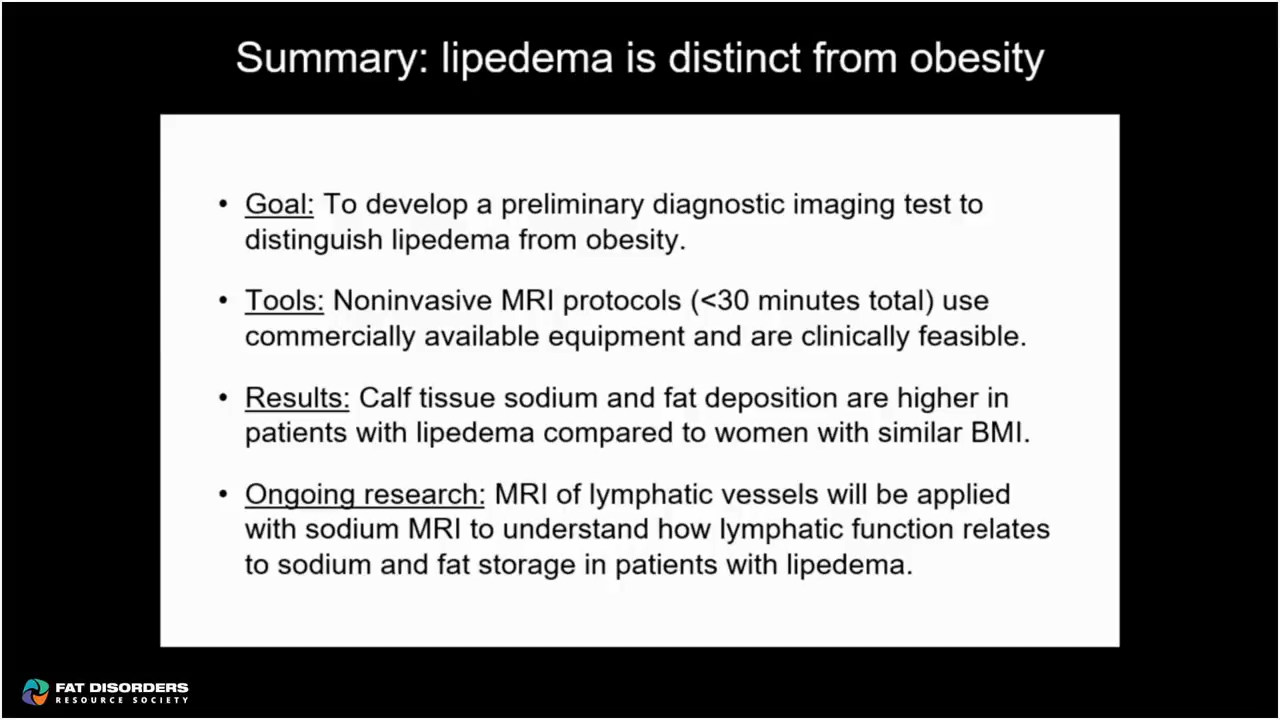 Summary: lipedema is distinct from obesity
• Goal: To develop a preliminary diagnostic imaging test to
distinguish lipedema from obesity.
• Tools: Noninvasive MRI protocols (<30 minutes total) use
commercially available equipment and are clinically feasible.
• Results: Calf tissue sodium and fat deposition are higher in
patients with lipedema compared to women with similar BMI.
• Ongoing research: MRI of lymphatic vessels will be applied
with sodium MRI to understand how lymphatic function relates
to sodium and fat storage in patients with lipedema.
FAT DISORDERS
RESOURCE SOCIETY